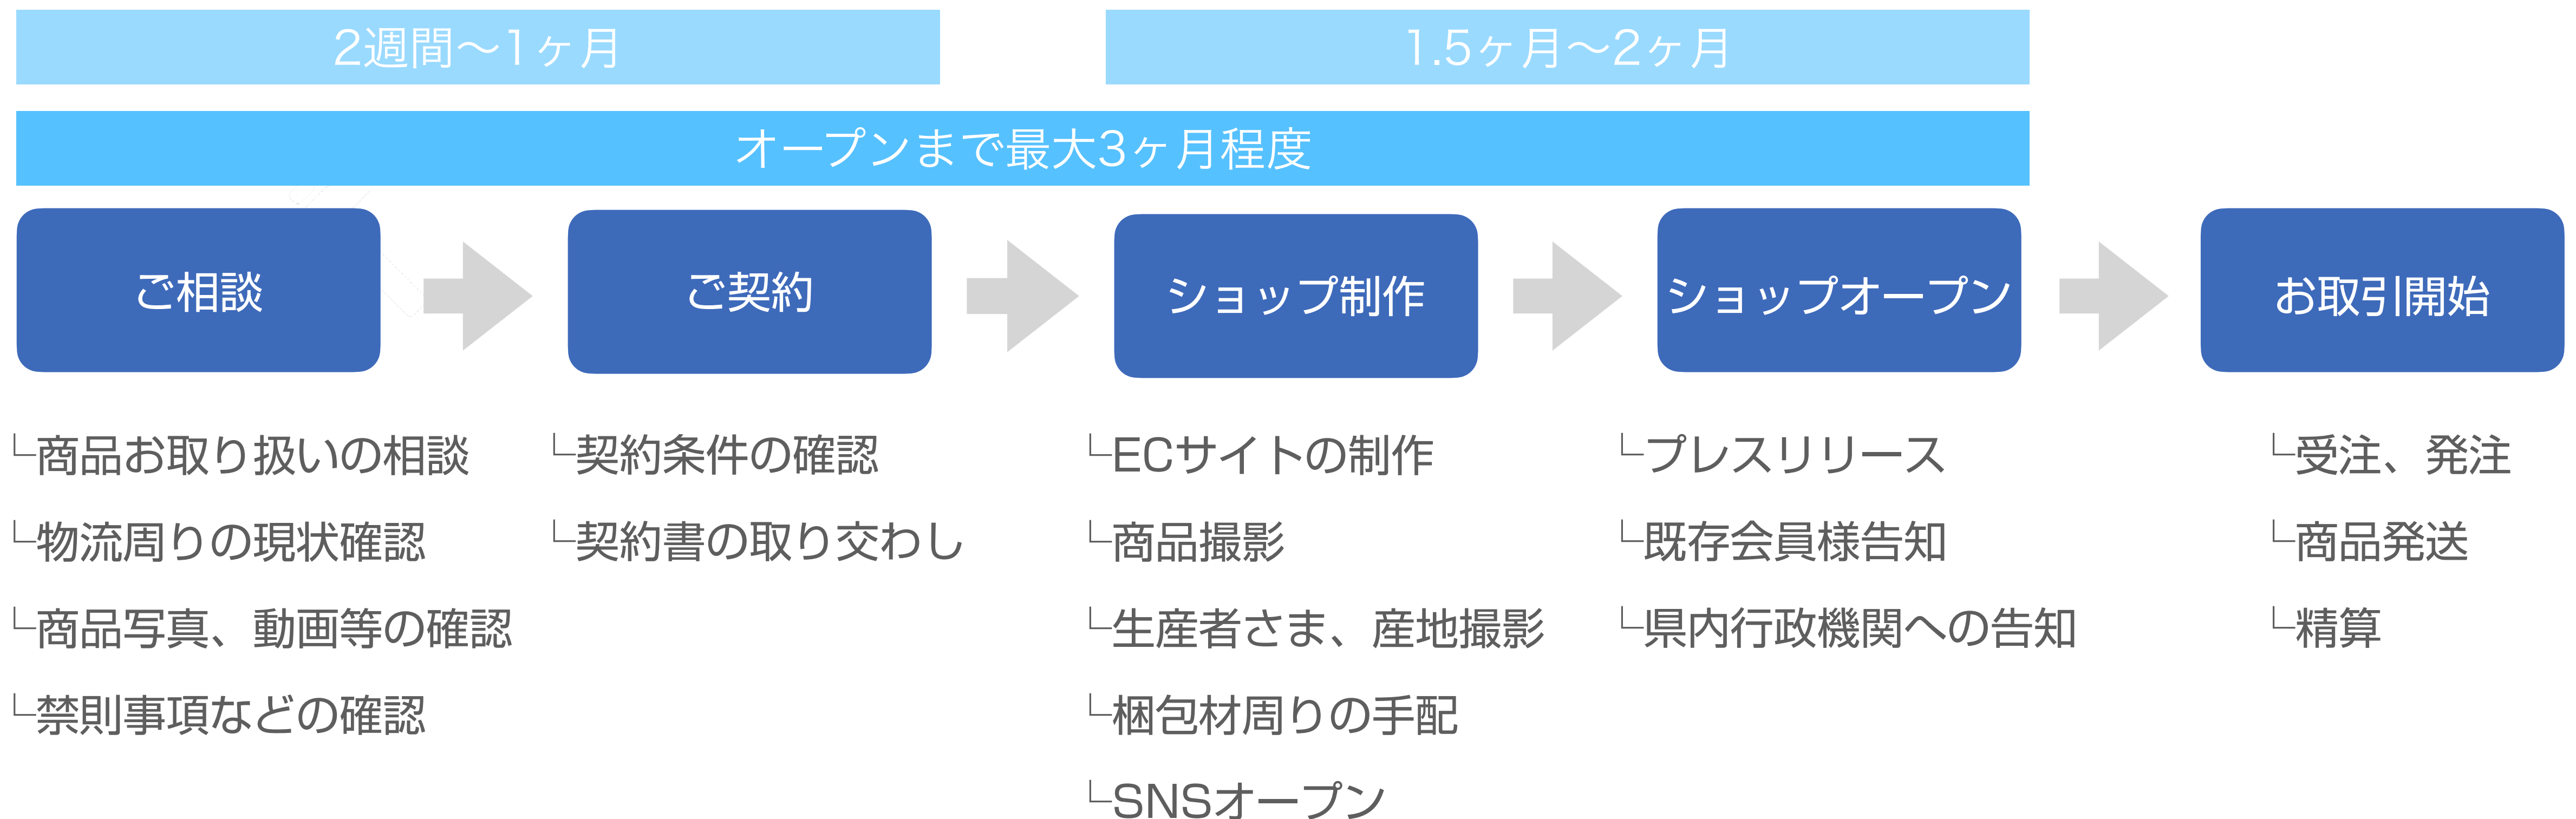 2週間〜1ヶ月
1.5ヶ月〜2ヶ月
オープンまで最大3ヶ月程度
ご相談
ご契約
ショップ制作
ショップオープン
お取引開始
└商品お取り扱いの相談
└物流周りの現状確認
└商品写真、動画等の確認
└禁則事項などの確認
└契約条件の確認
└契約書の取り交わし
└ECサイトの制作
└商品撮影
└生産者さま、産地撮影
└梱包材周りの手配
└SNSオープン
└プレスリリース
└既存会員様告知
└県内行政機関への告知
└受注、発注
└商品発送
└精算